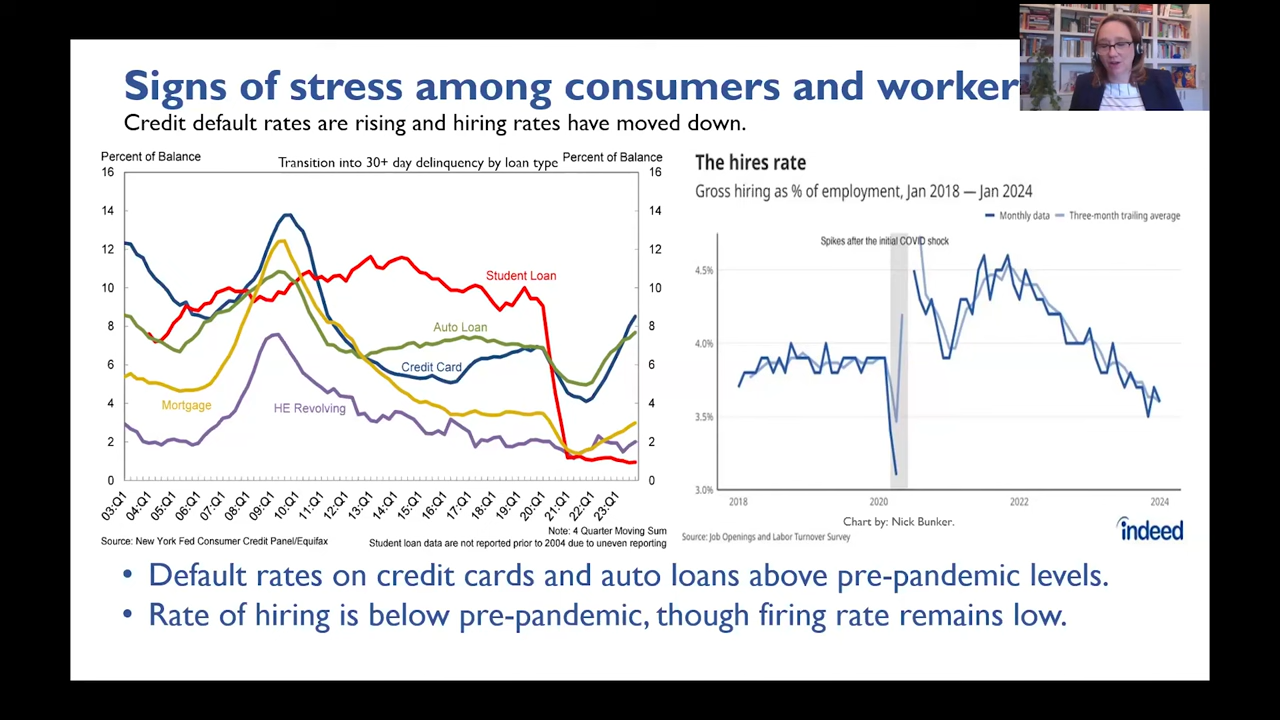 Signs of stress among consumers and worker
Credit default rates are rising and hiring rates have moved down.
Percent of Balance
Transition into 30+ day delinquency by loan type
Percent of Balance
16
14
12
10
8
6
4
2
0
16
14
12
10
8
6
4
2
0
Student Loan
Auto Loan
Credit Card
Mortgage
HE Revolving
03:Q1
04:Q1
05:Q1
06:Q1
07:Q1
08:Q1
09:Q1
10:Q1
11:Q1
12:Q1
13:Q1
14:Q1
15:Q1
16:Q1
17:Q1
18:Q1
19:Q1
20:Q1
21:Q1
22:Q1
23:Q1
Note: 4 Quarter Moving Sum
Source: New York Fed Consumer Credit Panel/Equifax
Student loan data are not reported prior to 2004 due to uneven reporting
The hires rate
Gross hiring as % of employment, Jan 2018 — Jan 2024
Monthly data
Three-month trailing average
Spikes after the initial COVID shock
4.5%
4.0%
3.5%
3.0%
2018
2020
2022
2024
Chart by: Nick Bunker.
Source: Job Openings and Labor Turnover Survey
indeed
• Default rates on credit cards and auto loans above pre-pandemic levels.
• Rate of hiring is below pre-pandemic, though firing rate remains low.